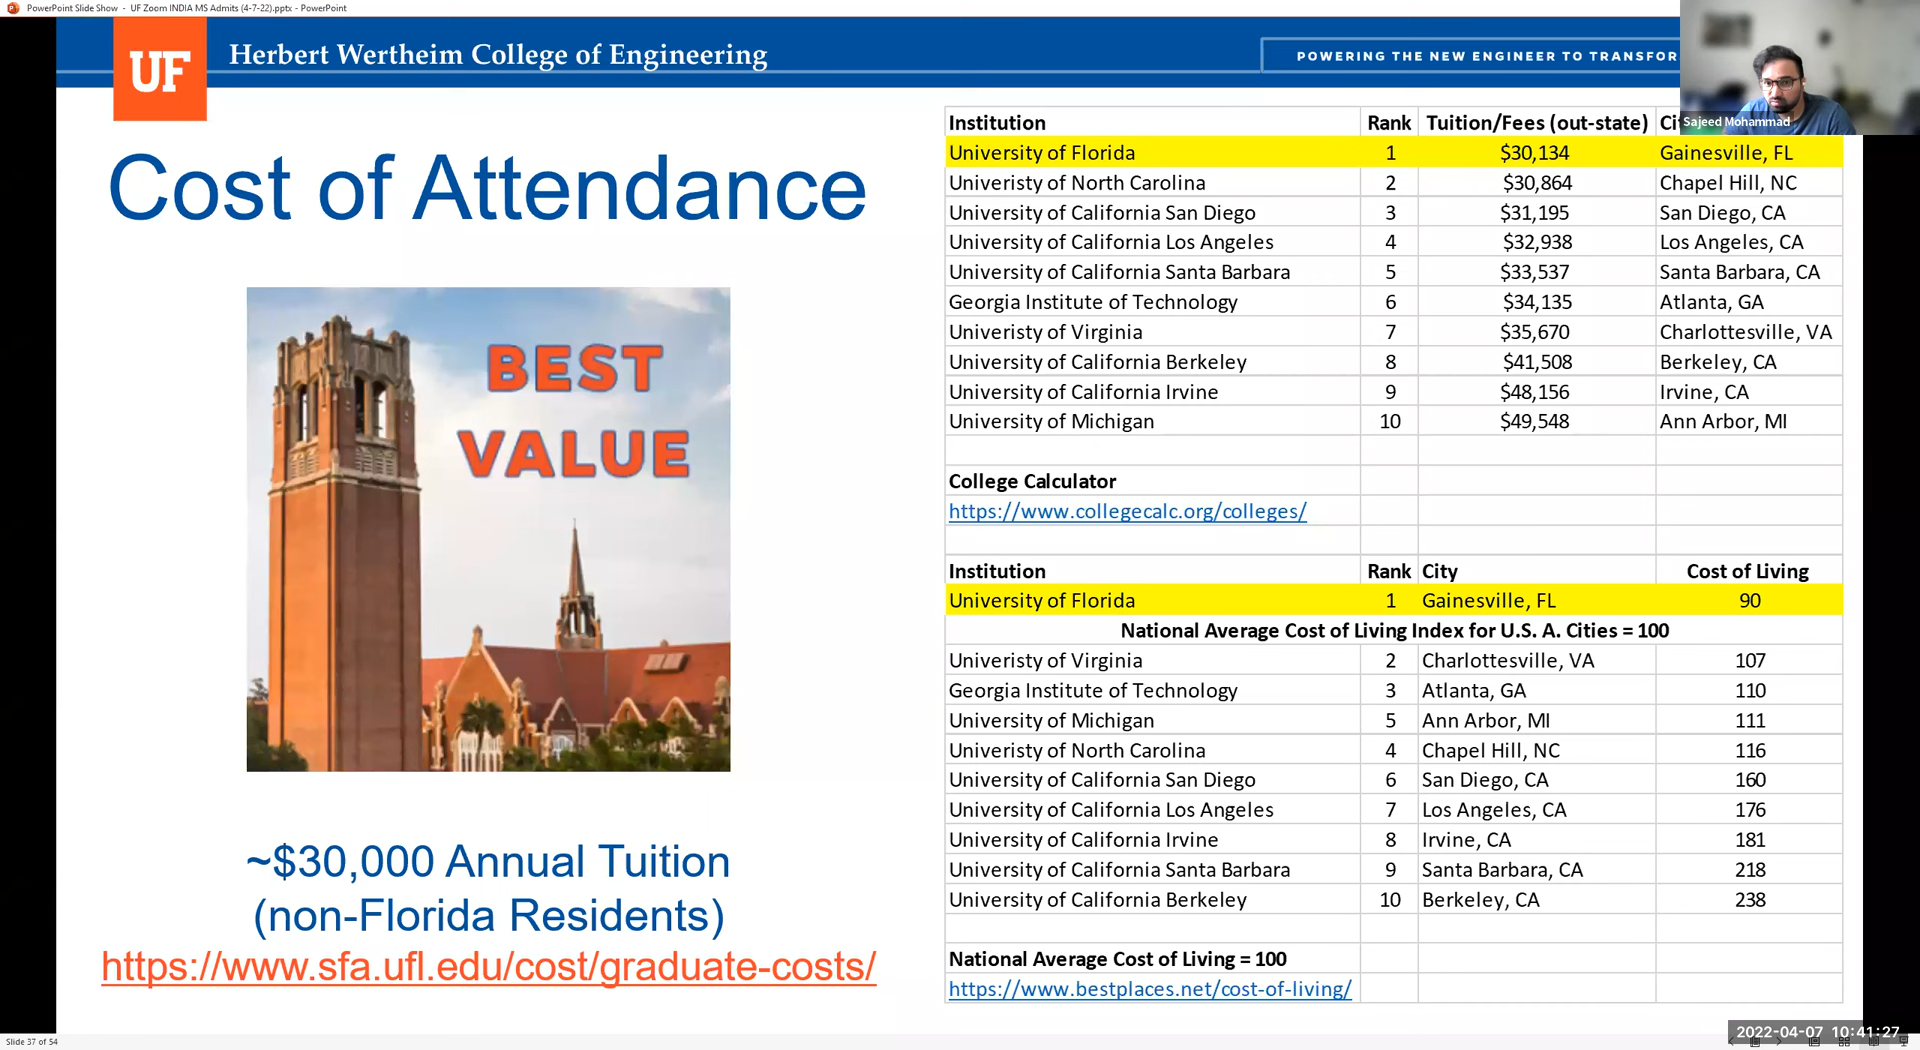 PowerPoint Slide Show - UF Zoom INDIA MS Admits (4-7-22).pptx - PowerPoint
UF
Herbert Wertheim College of Engineering
POWERING THE NEW ENGINEER TO TRANSFOR
Sajeed Mohammad
Cost of Attendance
BEST
VALUE
~$30,000 Annual Tuition
(non-Florida Residents)
https://www.sfa.ufl.edu/cost/graduate-costs/
Institution Rank Tuition/Fees (out-state) Ci
University of Florida 1 $30,134 Gainesville, FL
Univeristy of North Carolina 2 $30,864 Chapel Hill, NC
University of California San Diego 3 $31,195 San Diego, CA
University of California Los Angeles 4 $32,938 Los Angeles, CA
University of California Santa Barbara 5 $33,537 Santa Barbara, CA
Georgia Institute of Technology 6 $34,135 Atlanta, GA
Univeristy of Virginia 7 $35,670 Charlottesville, VA
University of California Berkeley 8 $41,508 Berkeley, CA
University of California Irvine 9 $48,156 Irvine, CA
University of Michigan 10 $49,548 Ann Arbor, MI
College Calculator
https://www.collegecalc.org/colleges/
Institution Rank City Cost of Living
University of Florida 1 Gainesville, FL 90
National Average Cost of Living Index for U.S. A. Cities = 100
Univeristy of Virginia 2 Charlottesville, VA 107
Georgia Institute of Technology 3 Atlanta, GA 110
University of Michigan 5 Ann Arbor, MI 111
Univeristy of North Carolina 4 Chapel Hill, NC 116
University of California San Diego 6 San Diego, CA 160
University of California Los Angeles 7 Los Angeles, CA 176
University of California Irvine 8 Irvine, CA 181
University of California Santa Barbara 9 Santa Barbara, CA 218
University of California Berkeley 10 Berkeley, CA 238
National Average Cost of Living = 100
https://www.bestplaces.net/cost-of-living/
2022-04-07 10:41:27
Slide 37 of 54